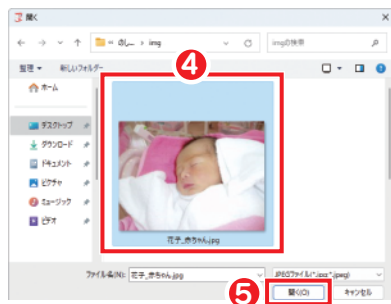 開く
のし... > img
imgの検索
整理 新しいフォルダー
4
ホーム
デスクトップ
ダウンロード
ドキュメント
ピクチャ
ミュージック
ビデオ
花子_赤ちゃん.jpg
ファイル名(N): 花子_赤ちゃん.jpg
JPEGファイル(*.jpg;*.jpeg)
5
開く(O)
キャンセル